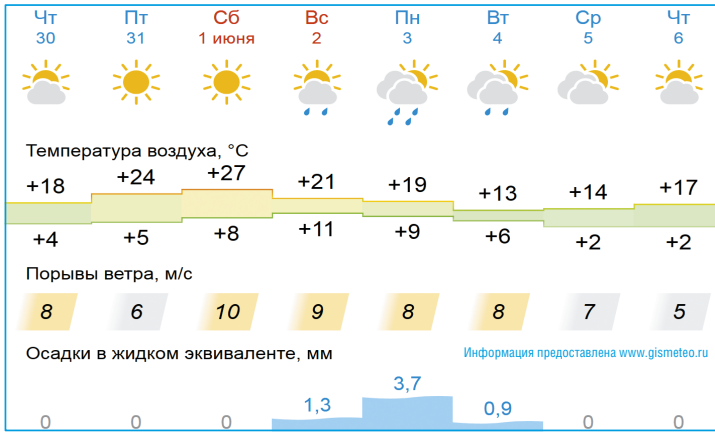 Чт Пт Сб Вс Пн Вт Ср Чт
30 31 1 июня 2 3 4 5 6
Температура воздуха, °C
+18 +24 +27 +21 +19 +13 +14 +17
+4 +5 +8 +11 +9 +6 +2 +2
Порывы ветра, м/с
8 6 10 9 8 8 7 5
Осадки в жидком эквиваленте, мм
Информация предоставлена www.gismeteo.ru
0 0 0 1,3 3,7 0,9 0 0